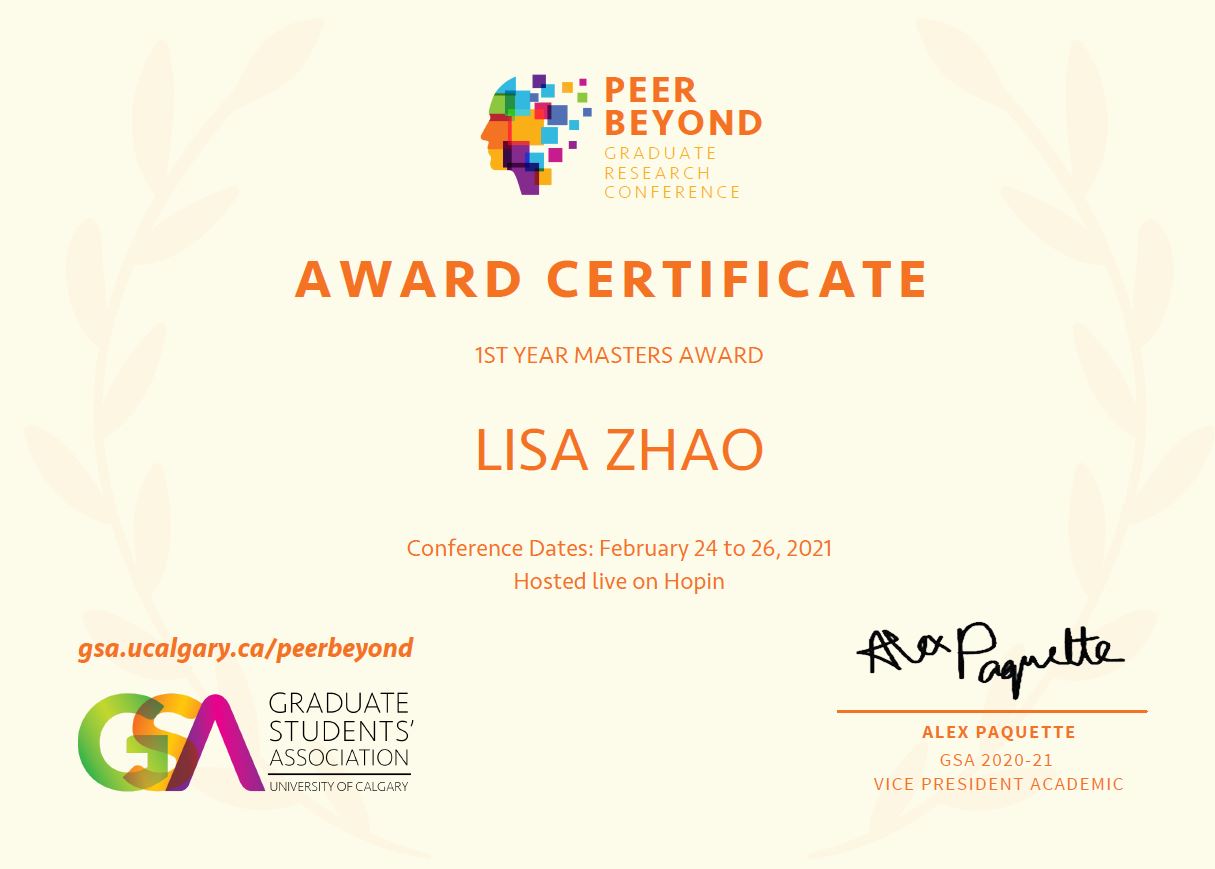 PEER
BEYOND
GRADUATE
RESEARCH
CONFERENCE
AWARD CERTIFICATE
1ST YEAR MASTERS AWARD
LISA ZHAO
Conference Dates: February 24 to 26, 2021
Hosted live on Hopin
gsa.ucalgary.ca/peerbeyond
GSA
GRADUATE
STUDENTS’
ASSOCIATION
UNIVERSITY OF CALGARY
Alex Paquette
ALEX PAQUETTE
GSA 2020-21
VICE PRESIDENT ACADEMIC